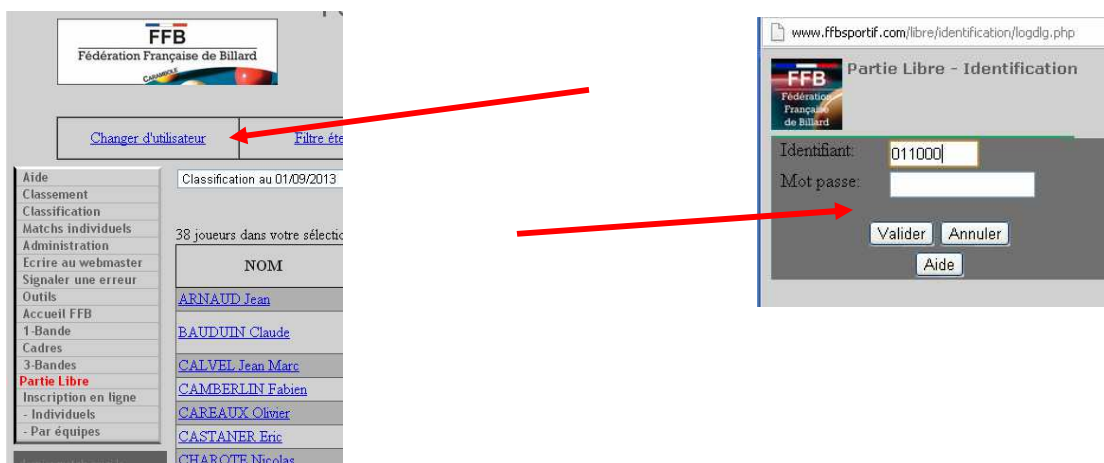 FFB
Fédération Française de Billard
CARAMBOLE
Changer d'utilisateur
Filtre éte
Aide
Classement
Classification
Matchs individuels
Administration
Ecrire au webmaster
Signaler une erreur
Outils
Accueil FFB
1-Bande
Cadres
3-Bandes
Partie Libre
Inscription en ligne
- Individuels
- Par équipes
Classification au 01/09/2013
38 joueurs dans votre sélectio
NOM
ARNAUD Jean
BAUDUIN Claude
CALVEL Jean Marc
CAMBERLIN Fabien
CAREAUX Olivier
CASTANER Eric
CHAROTE Nicolas
www.ffbsportif.com/libre/identification/logdlg.php
FFB
Fédération
Française
de Billard
Partie Libre - Identification
Identifiant: 011000
Mot passe:
Valider Annuler
Aide